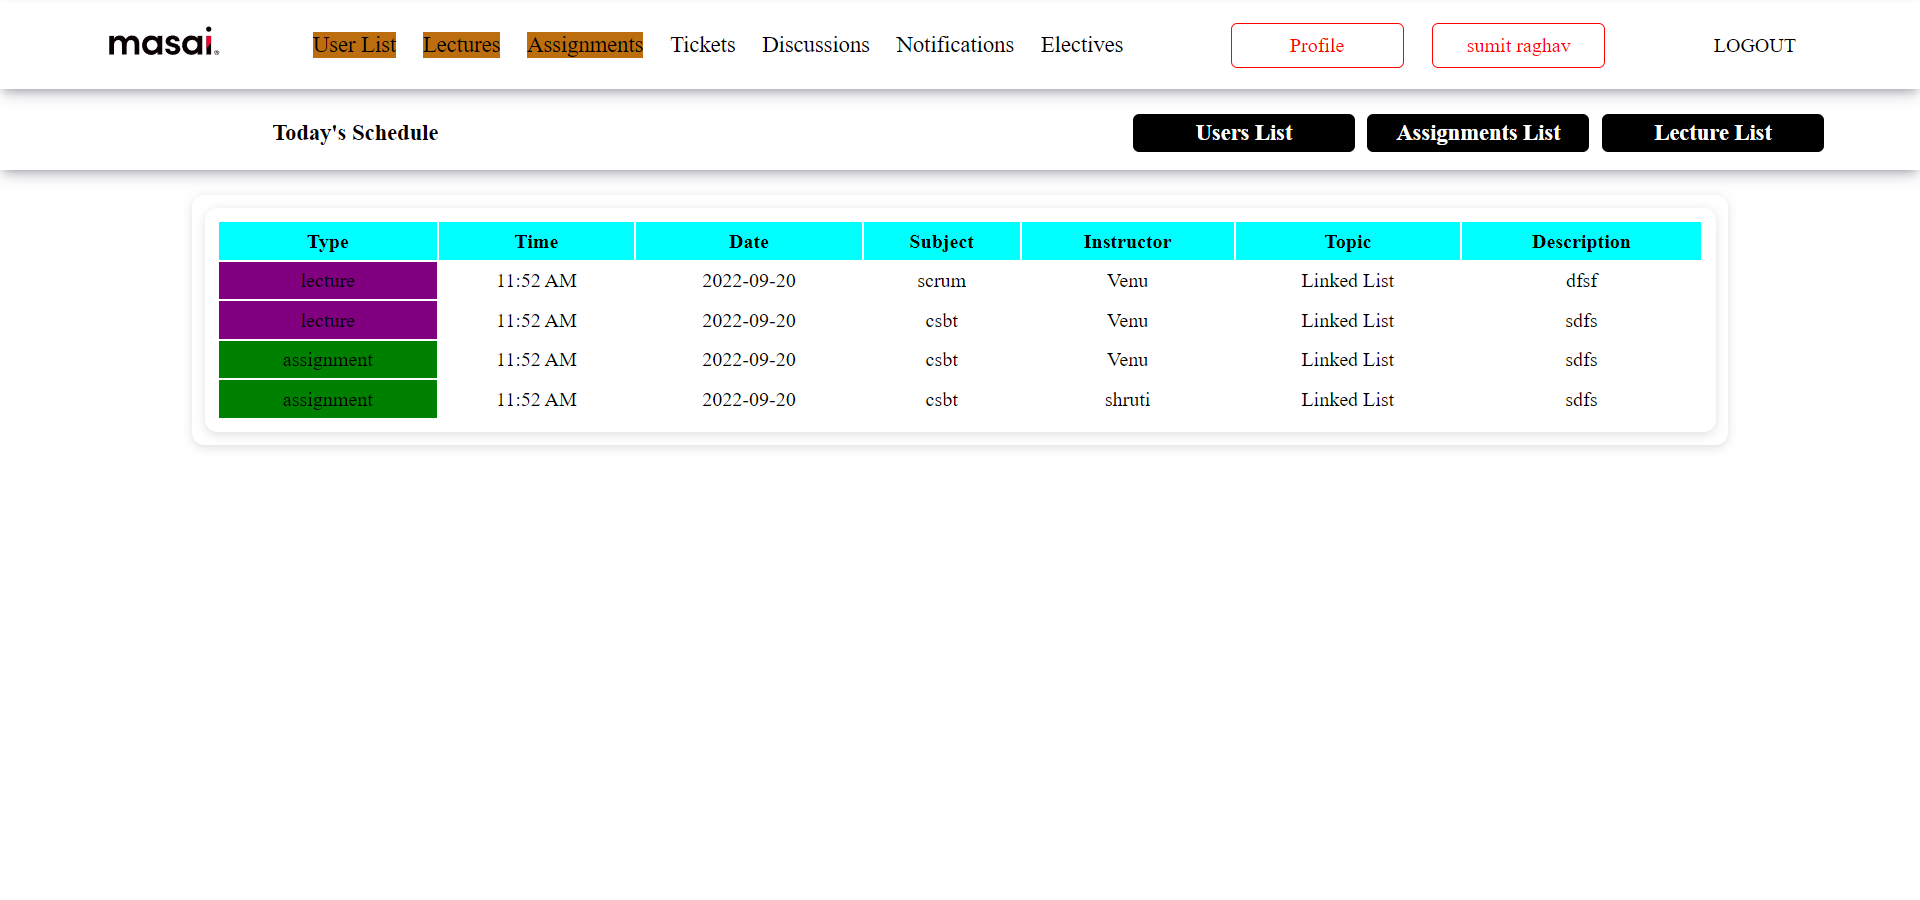 masai. User List Lectures Assignments Tickets Discussions Notifications Electives Profile sumit raghav LOGOUT
Today's Schedule Users List Assignments List Lecture List
Type Time Date Subject Instructor Topic Description
lecture 11:52 AM 2022-09-20 scrum Venu Linked List dfsf
lecture 11:52 AM 2022-09-20 csbt Venu Linked List sdfs
assignment 11:52 AM 2022-09-20 csbt Venu Linked List sdfs
assignment 11:52 AM 2022-09-20 csbt shruti Linked List sdfs